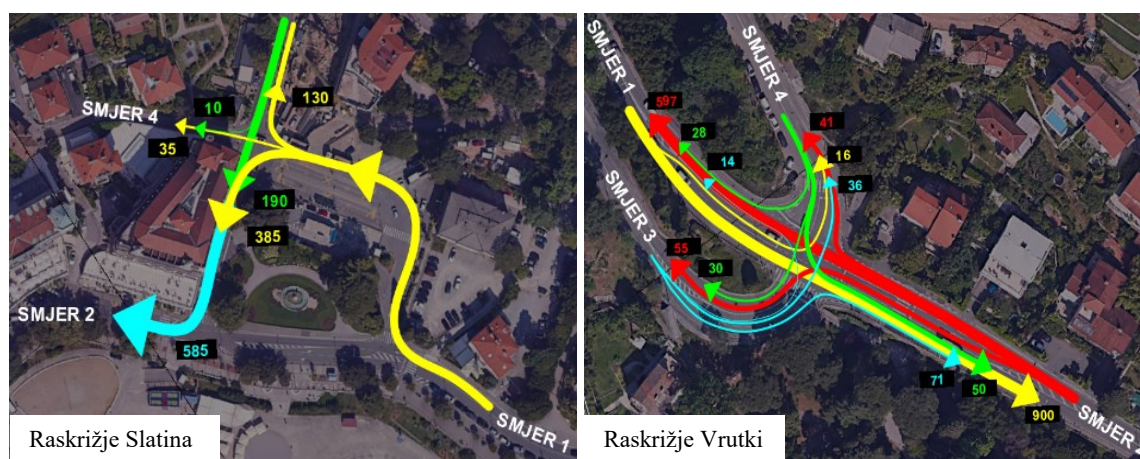 10
130
SMJER 4
35
190
385
SMJER 2
585
SMJER 1
Raskrižje Slatina
SMJER 1
SMJER 4
597
41
28
16
14
36
SMJER 3
55
30
71
50
900
SMJER
Raskrižje Vrutki